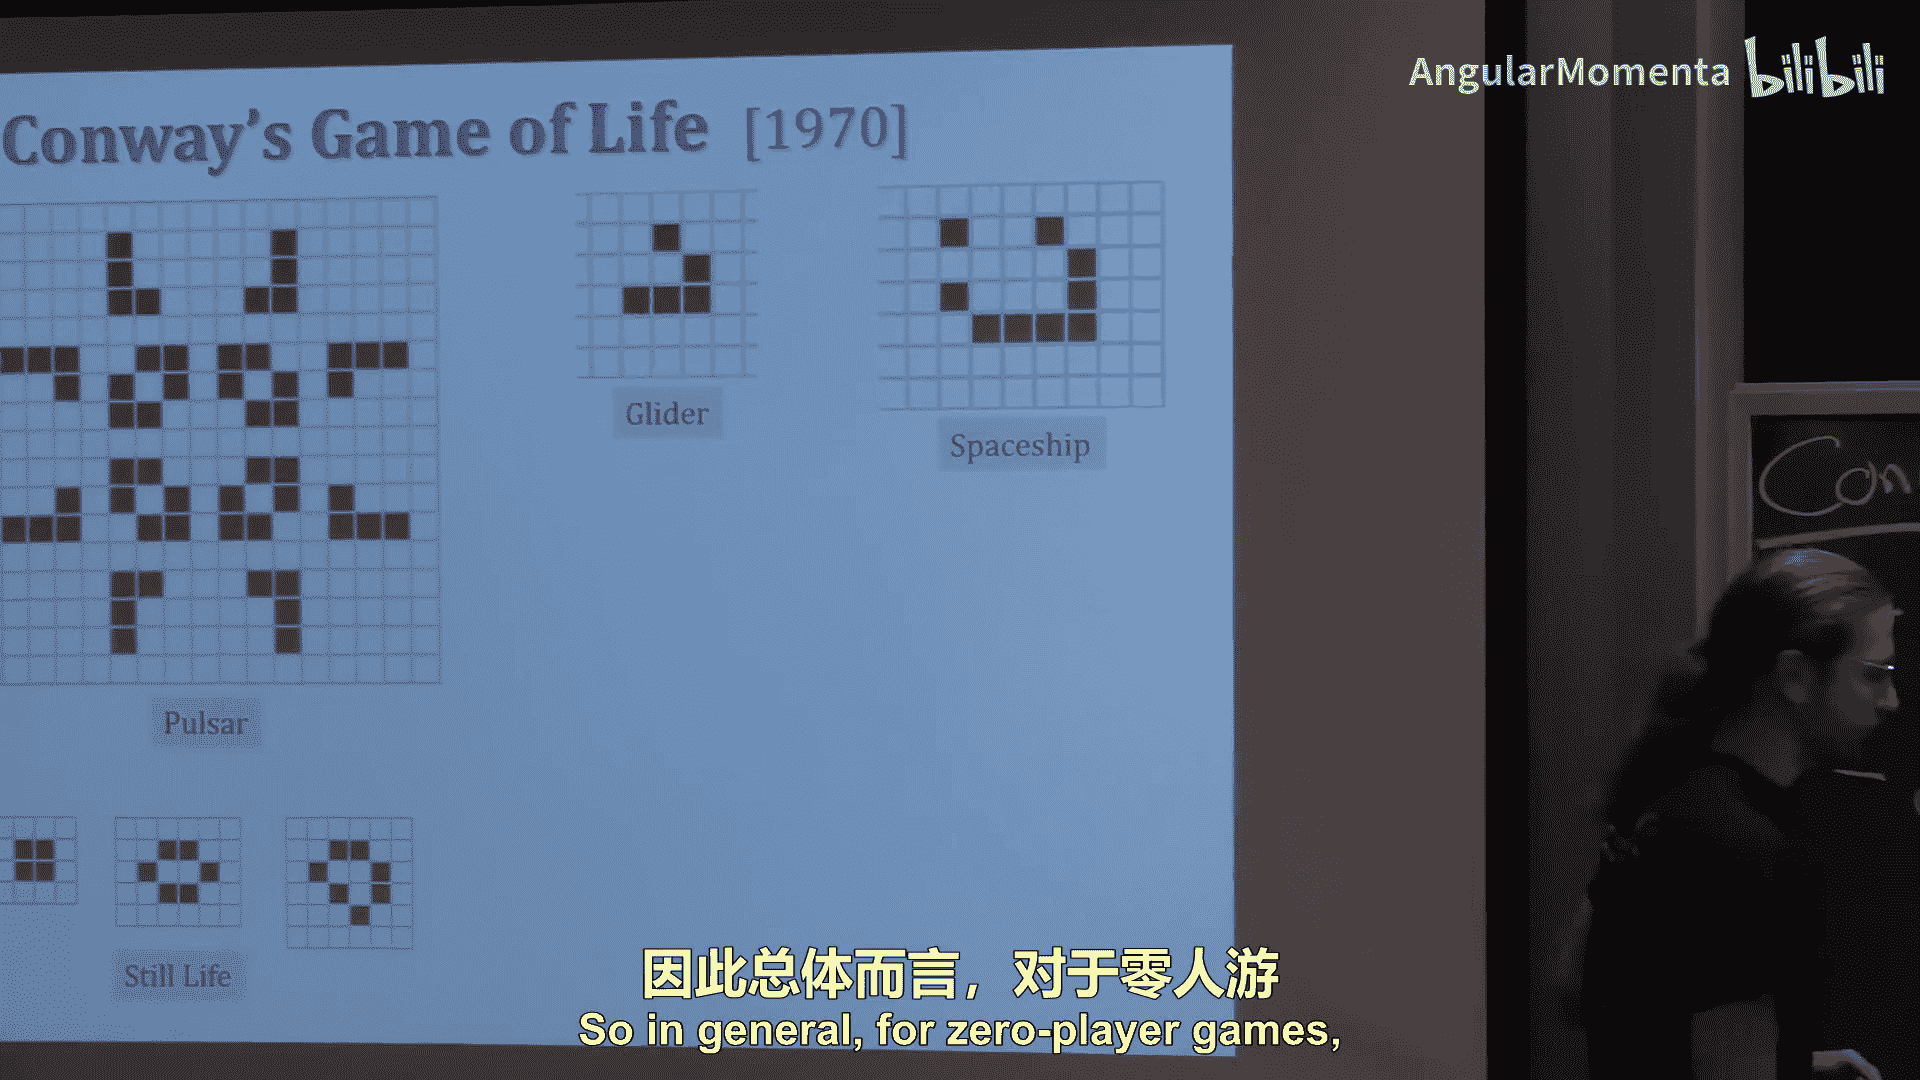 AngularMomenta bilibili
Conway's Game of Life [1970]
Glider
Spaceship
Con
Pulsar
Still Life
因此总体而言，对于零人游
So in general, for zero-player games,